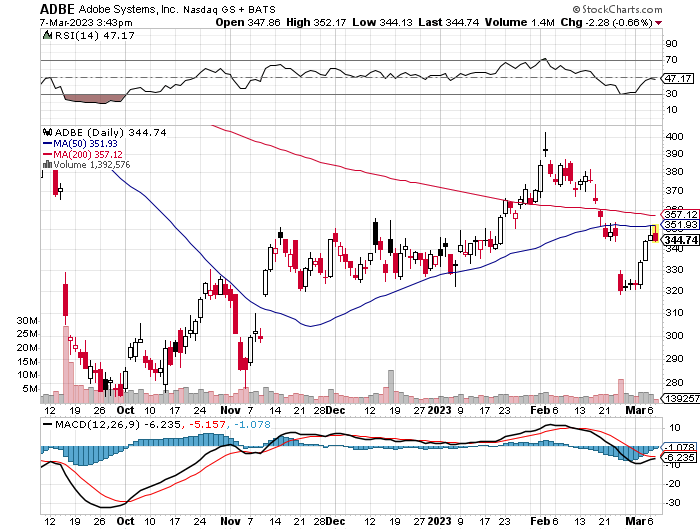 ADBE Adobe Systems, Inc. Nasdaq GS + BATS © StockCharts.com
7-Mar-2023 3:43pm Open 347.86 High 352.17 Low 344.13 Last 344.74 Volume 1.4M Chg -2.28 (-0.66%)
RSI(14) 47.17
90
70
47.17
30
10
ADBE (Daily) 344.74
MA(50) 351.93
MA(200) 357.12
Volume 1,392,576
400
390
380
370
360
357.12
351.93
350
344.74
340
330
320
310
300
290
280
30M
25M
20M
15M
10M
5M
1392576
12 19 26 Oct 10 17 24 Nov 7 14 21 28 Dec 12 19 27 2023 9 17 23 Feb 6 13 21 Mar 6
MACD(12,26,9) -6.235, -5.157, -1.078
10
-1.078
-6.235
-10
-20
-30
12 19 26 Oct 10 17 24 Nov 7 14 21 28 Dec 12 19 27 2023 9 17 23 Feb 6 13 21 Mar 6